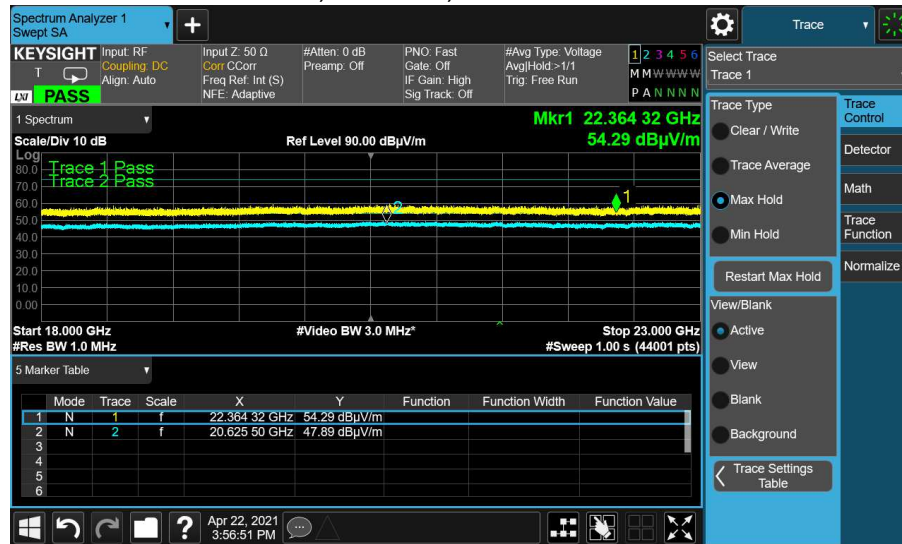 Spectrum Analyzer 1
Swept SA
+
Trace
KEYSIGHT
LXI
T
PASS
Input: RF
Coupling: DC
Align: Auto
Input Z: 50 Ω
Corr CCorr
Freq Ref: Int (S)
NFE: Adaptive
#Atten: 0 dB
Preamp: Off
PNO: Fast
Gate: Off
IF Gain: High
Sig Track: Off
#Avg Type: Voltage
Avg|Hold:>1/1
Trig: Free Run
1 2 3 4 5 6
M M W W W W
P A N N N N
Select Trace
Trace 1
1 Spectrum
Scale/Div 10 dB
Ref Level 90.00 dBµV/m
Mkr1 22.364 32 GHz
54.29 dBµV/m
Log
Trace 1 Pass
Trace 2 Pass
80.0
70.0
60.0
50.0
40.0
30.0
20.0
10.0
0.00
1
2
Start 18.000 GHz
#Video BW 3.0 MHz*
Stop 23.000 GHz
#Res BW 1.0 MHz
#Sweep 1.00 s (44001 pts)
5 Marker Table
Mode Trace Scale X Y Function Function Width Function Value
1 N 1 f 22.364 32 GHz 54.29 dBµV/m
2 N 2 f 20.625 50 GHz 47.89 dBµV/m
3
4
5
6
Trace Type
Clear / Write
Trace Average
Max Hold
Min Hold
Restart Max Hold
View/Blank
Active
View
Blank
Background
Trace Settings
Table
Trace
Control
Detector
Math
Trace
Function
Normalize
?
Apr 22, 2021
3:56:51 PM